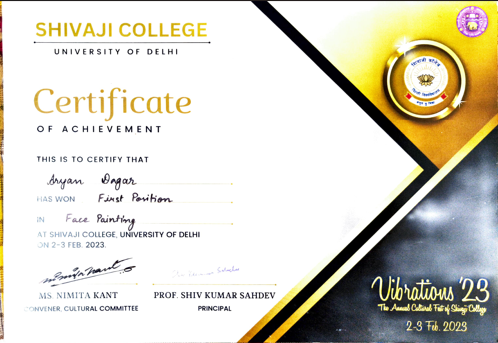 SHIVAJI COLLEGE
UNIVERSITY OF DELHI
Certificate
OF ACHIEVEMENT
THIS IS TO CERTIFY THAT
Aryan Dagar
HAS WON First Position
IN Face Painting
AT SHIVAJI COLLEGE, UNIVERSITY OF DELHI
ON 2-3 FEB. 2023.
MS. NIMITA KANT
CONVENER, CULTURAL COMMITTEE
PROF. SHIV KUMAR SAHDEV
PRINCIPAL
Vibrations '23
The Annual Cultural Fest of Shivaji College
2-3 Feb. 2023